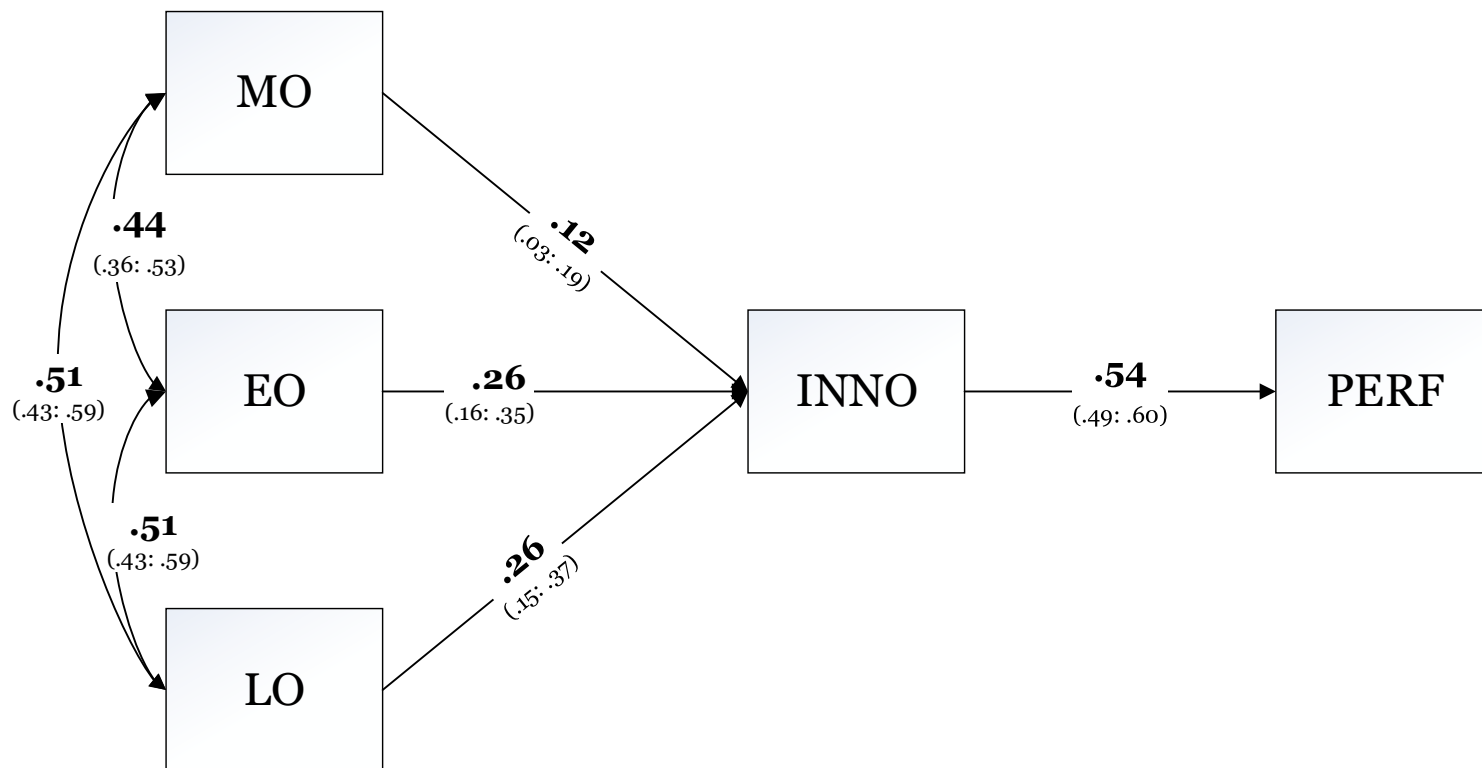 MO
.44
(.36: .53)
.12
(.03: .19)
.51
(.43: .59)
EO
.26
(.16: .35)
INNO
.54
(.49: .60)
PERF
.51
(.43: .59)
.26
(.15: .37)
LO